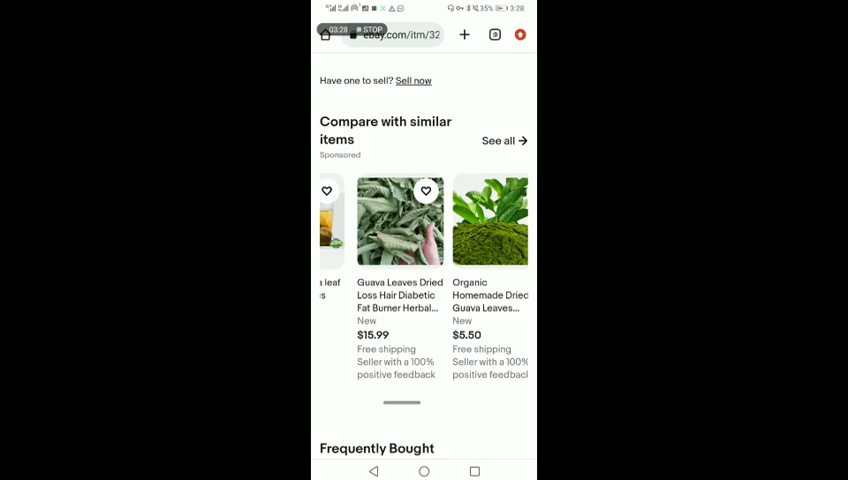 35% 3:28
03:28 STOP
ebay.com/itm/32
Have one to sell? Sell now
Compare with similar
items
See all →
Sponsored
a leaf
s
Guava Leaves Dried
Loss Hair Diabetic
Fat Burner Herbal...
New
$15.99
Free shipping
Seller with a 100%
positive feedback
Organic
Homemade Dried
Guava Leaves...
New
$5.50
Free shipping
Seller with a 100%
positive feedback
Frequently Bought